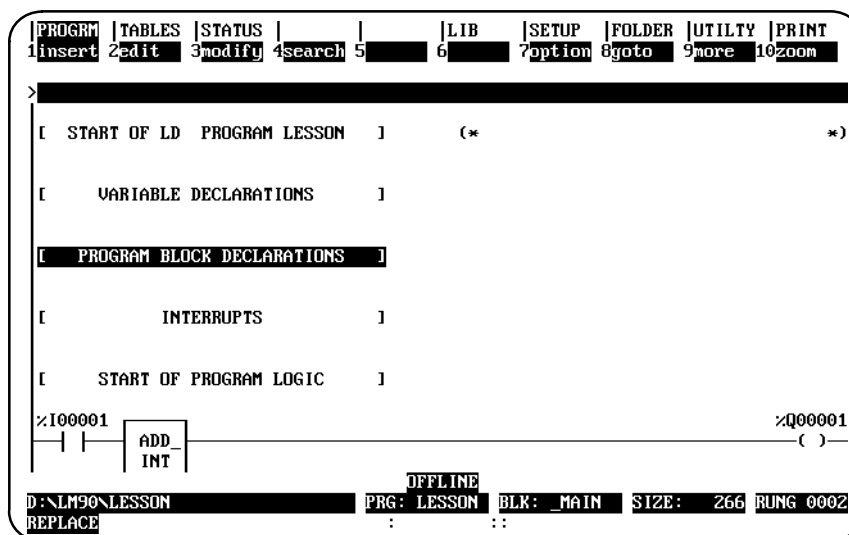 |PROGRM |TABLES |STATUS | | |LIB |SETUP |FOLDER |UTILTY |PRINT
1insert 2edit 3modify 4search 5 6 7option 8goto 9more 10zoom
>
[ START OF LD PROGRAM LESSON ] (* *)
[ VARIABLE DECLARATIONS ]
[ PROGRAM BLOCK DECLARATIONS ]
[ INTERRUPTS ]
[ START OF PROGRAM LOGIC ]
%I00001 %Q00001
ADD_ ( )
INT
OFFLINE
D:\LM90\LESSON PRG: LESSON BLK: _MAIN SIZE: 266 RUNG 0002
REPLACE : ::